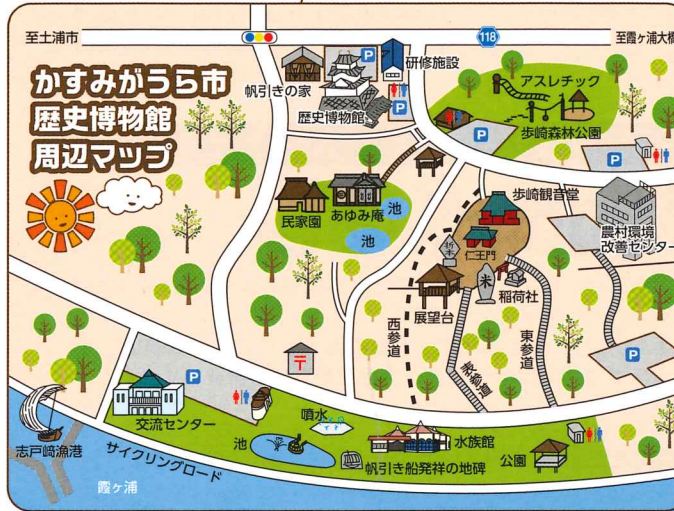 至土浦市
118
至霞ヶ浦大橋
かすみがうら市
歴史博物館
周辺マップ
帆引きの家
P
研修施設
歴史博物館
P
アスレチック
歩崎森林公園
P
P
民家園
あゆみ庵
池
池
歩崎観音堂
仁王門
稲荷社
展望台
西参道
表参道
東参道
農村環境
改善センター
P
P
〒
P
交流センター
噴水
池
水族館
帆引き船発祥の地碑
公園
志戸崎漁港
サイクリングロード
霞ヶ浦